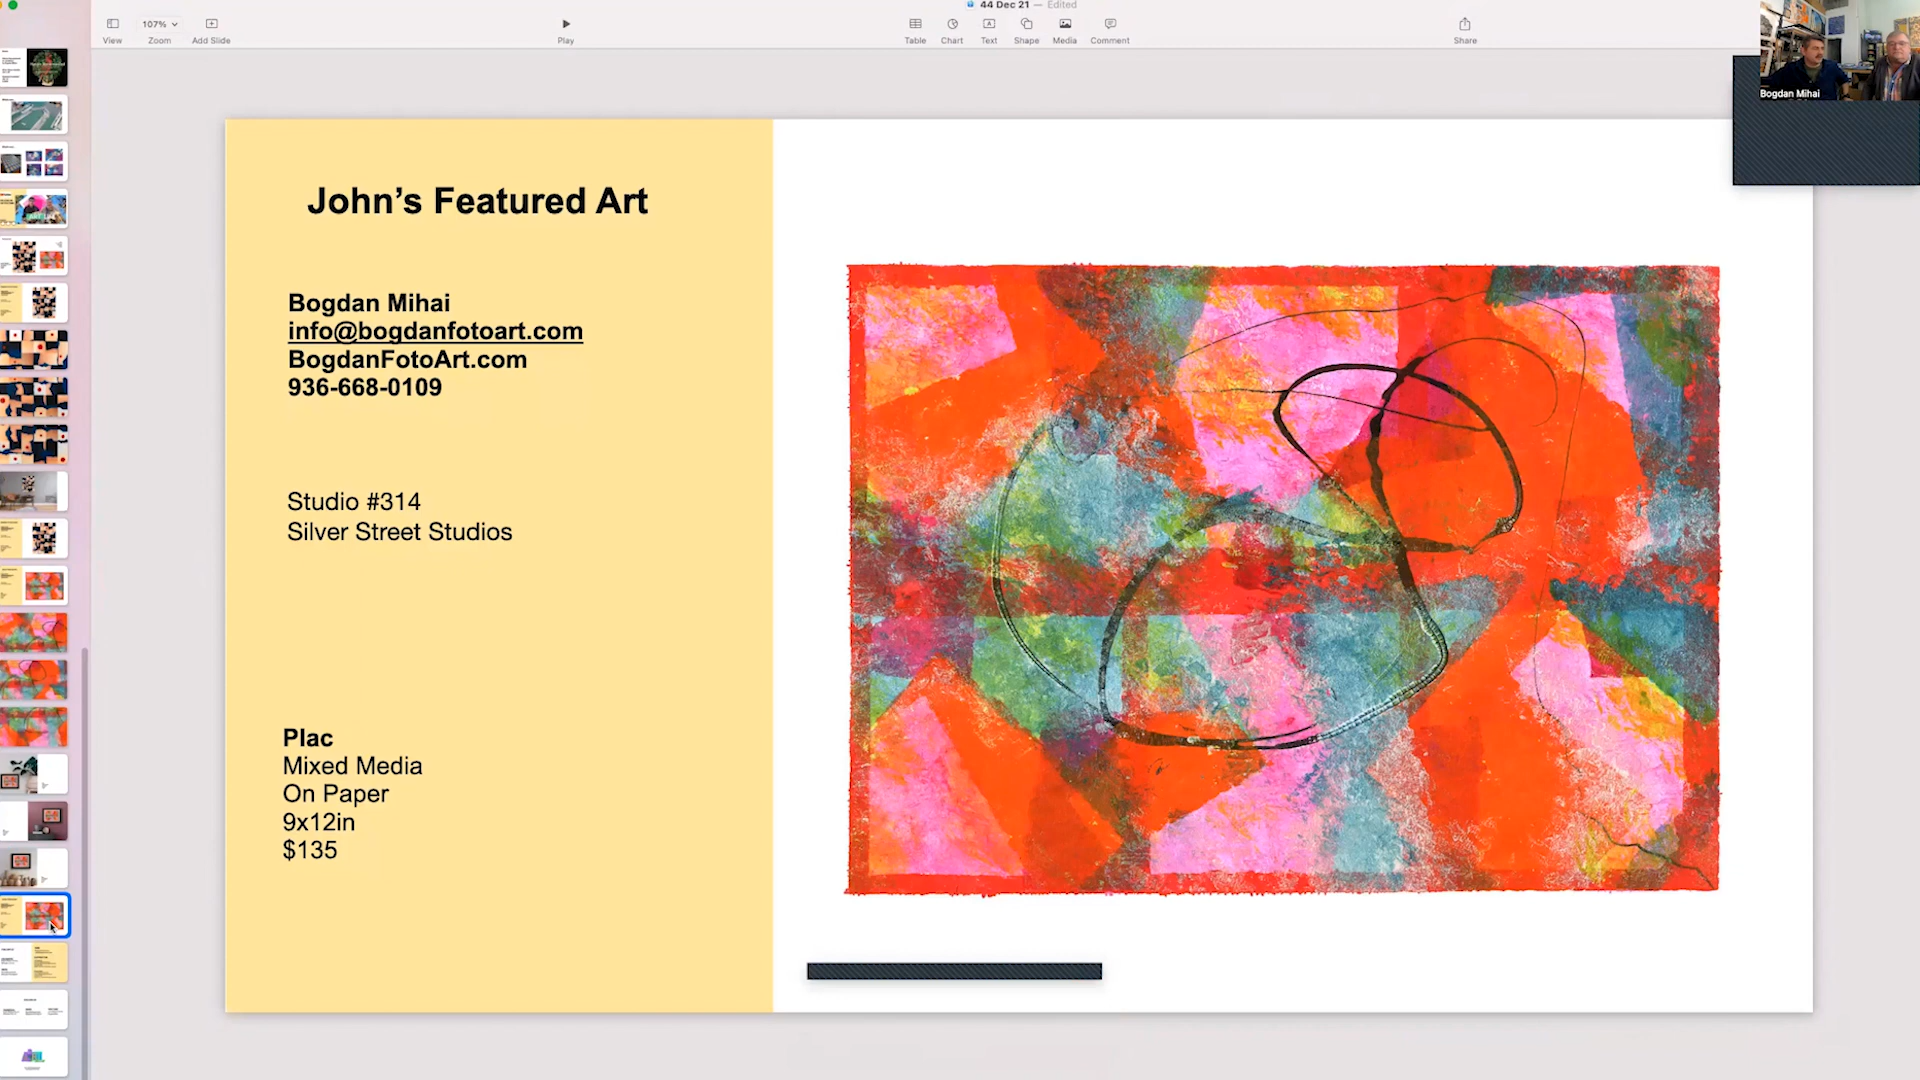 44 Dec 21 — Edited
107%
View
Zoom
Add Slide
Play
Table
Chart
Text
Shape
Media
Comment
Share
Bogdan Mihai
John’s Featured Art
Bogdan Mihai
info@bogdanfotoart.com
BogdanFotoArt.com
936-668-0109
Studio #314
Silver Street Studios
Plac
Mixed Media
On Paper
9x12in
$135